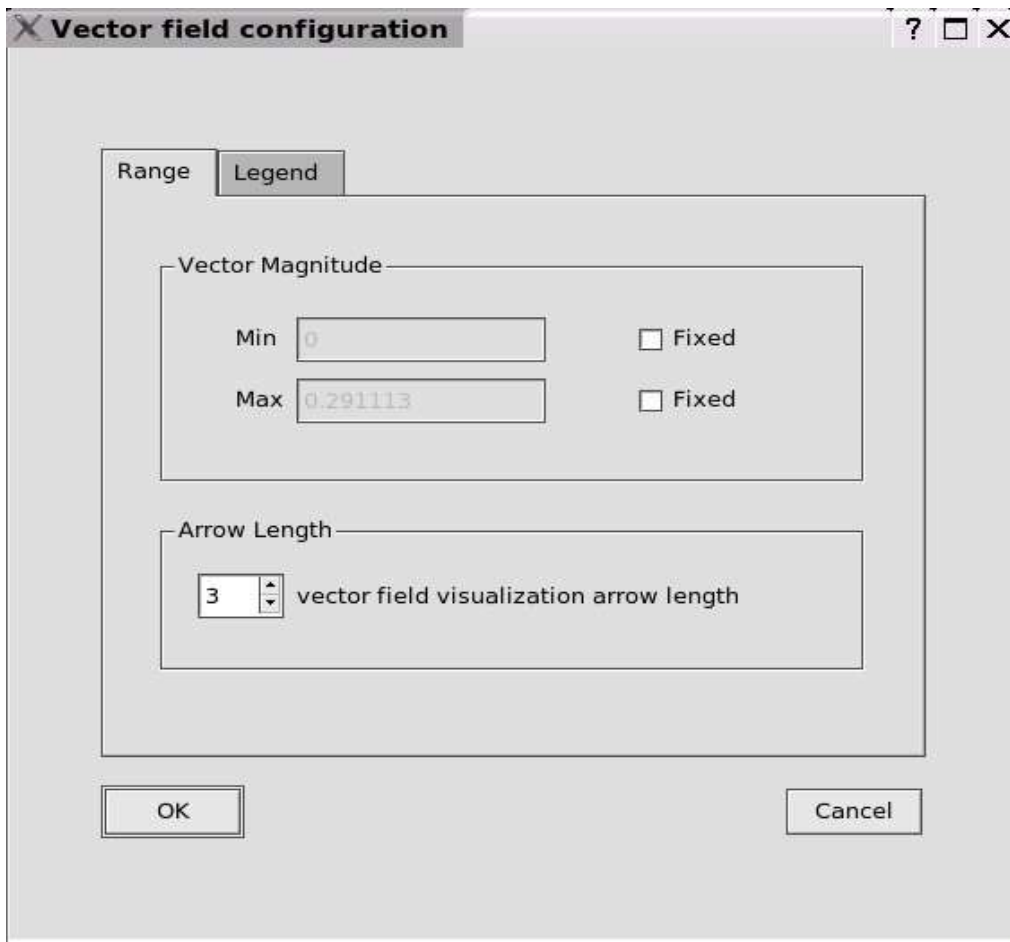 Vector field configuration
Range Legend
Vector Magnitude
Min 0 Fixed
Max 0.291113 Fixed
Arrow Length
3 vector field visualization arrow length
OK Cancel